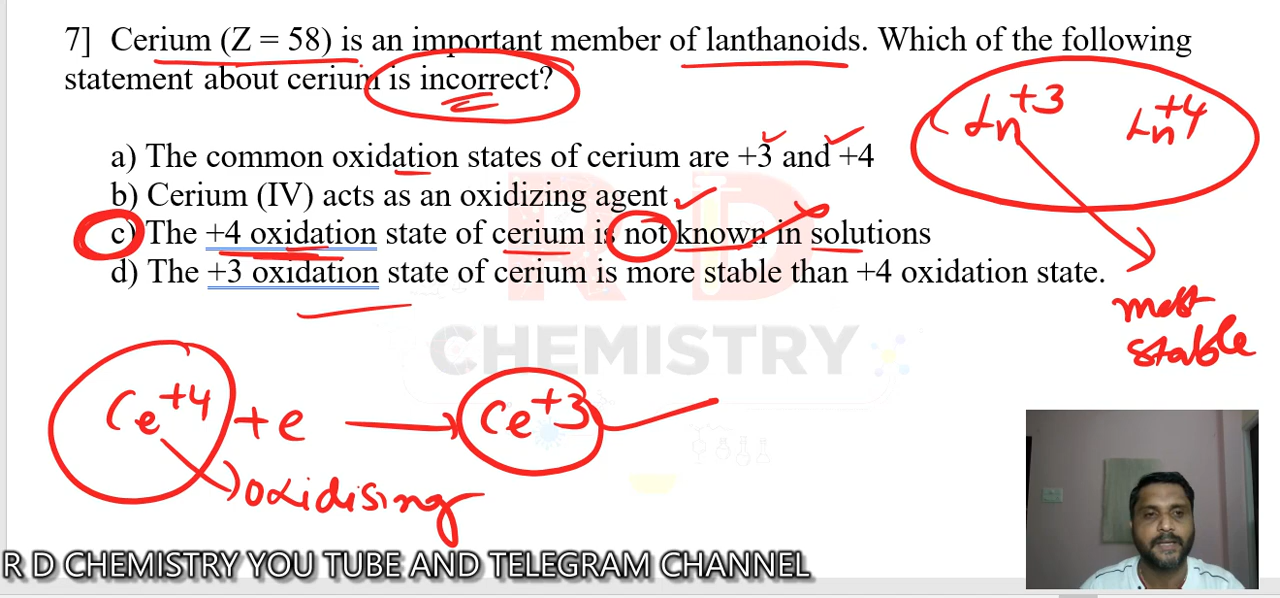 7] Cerium (Z = 58) is an important member of lanthanoids. Which of the following
statement about cerium is incorrect?
Ln+3 Ln+4
a) The common oxidation states of cerium are +3 and +4
b) Cerium (IV) acts as an oxidizing agent
c) The +4 oxidation state of cerium is not known in solutions
d) The +3 oxidation state of cerium is more stable than +4 oxidation state.
most
stable
R D
CHEMISTRY
Ce+4 + e → Ce+3
oxidising
R D CHEMISTRY YOU TUBE AND TELEGRAM CHANNEL